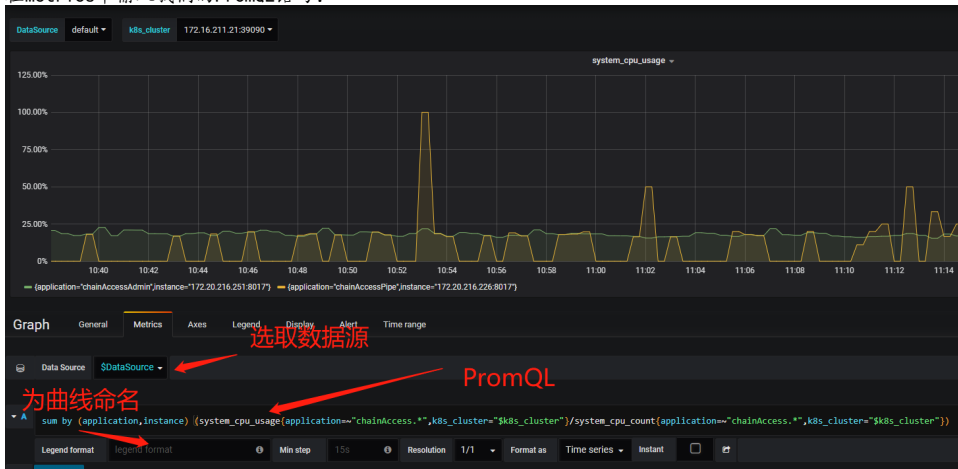 DataSource default k8s_cluster 172.16.211.21:39090
system_cpu_usage
125.00%
100.00%
75.00%
50.00%
25.00%
0%
10:40 10:42 10:44 10:46 10:48 10:50 10:52 10:54 10:56 10:58 11:00 11:02 11:04 11:06 11:08 11:10 11:12 11:14
{application="chainAccessAdmin",instance="172.20.216.251:8017"} {application="chainAccessPipe",instance="172.20.216.226:8017"}
Graph General Metrics Axes Legend Display Alert Time range
选取数据源
Data Source $DataSource
PromQL
为曲线命名
A sum by (application,instance) (system_cpu_usage{application=~"chainAccess.*",k8s_cluster="$k8s_cluster"}/system_cpu_count{application=~"chainAccess.*",k8s_cluster="$k8s_cluster"})
Legend format legend format Min step 15s Resolution 1/1 Format as Time series Instant